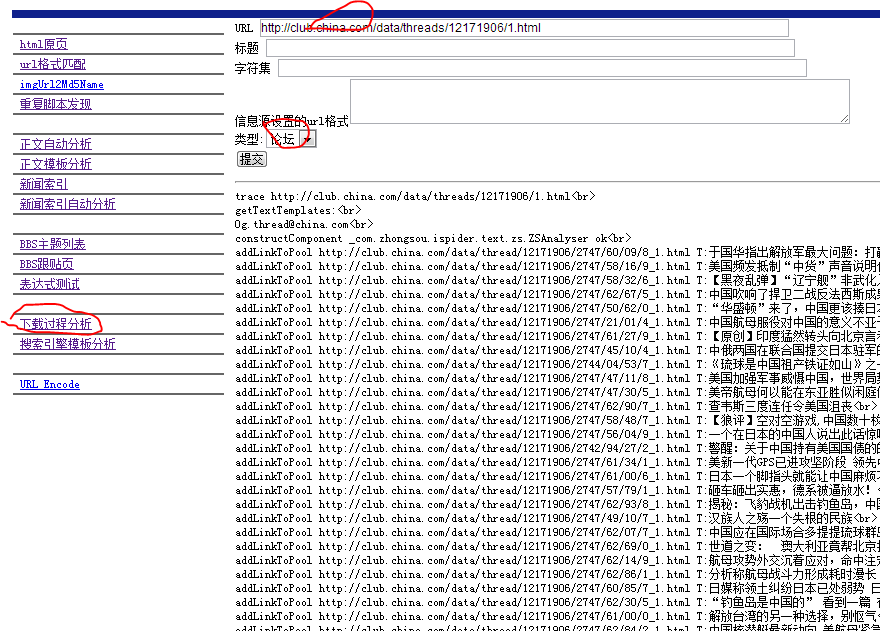 html原页
url格式匹配
imgUrl2Md5Name
重复脚本发现
正文自动分析
正文模板分析
新闻索引
新闻索引自动分析
BBS主题列表
BBS跟贴页
表达式测试
下载过程分析
搜索引擎模板分析
URL Encode
URL http://club.china.com/data/threads/12171906/1.html
标题
字符集
信息源设置的url格式
类型: 论坛
提交
trace http://club.china.com/data/threads/12171906/1.html<br>
getTextTemplates:<br>
Og.thread@china.com<br>
constructComponent _com.zhongsou.ispider.text.zs.ZSAnalyser ok<br>
addLinkToPool http://club.china.com/data/thread/12171906/2747/60/09/8_1.html T:于国华指出解放军最大问题：打
addLinkToPool http://club.china.com/data/thread/12171906/2747/58/16/9_1.html T:美国频发抵制“中货”声音说明
addLinkToPool http://club.china.com/data/thread/12171906/2747/58/32/6_1.html T:【黑夜乱弹】“辽宁舰”非武化
addLinkToPool http://club.china.com/data/thread/12171906/2747/62/67/5_1.html T:中国吹响了捍卫二战反法西斯成
addLinkToPool http://club.china.com/data/thread/12171906/2747/50/62/0_1.html T:“华盛顿”来了，中国更该揍日
addLinkToPool http://club.china.com/data/thread/12171906/2747/21/01/4_1.html T:中国航母服役对中国的意义不亚
addLinkToPool http://club.china.com/data/thread/12171906/2747/61/27/9_1.html T:【原创】印度猛然转头向北京言
addLinkToPool http://club.china.com/data/thread/12171906/2747/45/10/4_1.html T:中俄两国在联合国提交日本驻军的
addLinkToPool http://club.china.com/data/thread/12171906/2744/04/53/7_1.html T:《琉球是中国祖产铁证如山》之
addLinkToPool http://club.china.com/data/thread/12171906/2747/47/11/8_1.html T:美国加强军事威慑中国，世界局
addLinkToPool http://club.china.com/data/thread/12171906/2747/47/30/5_1.html T:美帝航母何以能在东亚胜似闲庭
addLinkToPool http://club.china.com/data/thread/12171906/2747/62/90/7_1.html T:查韦斯三度连任令美国沮丧<br>
addLinkToPool http://club.china.com/data/thread/12171906/2747/58/48/7_1.html T:【狼评】空对空游戏,中国数十
addLinkToPool http://club.china.com/data/thread/12171906/2747/56/04/9_1.html T:一个在日本的中国人说出此话惊
addLinkToPool http://club.china.com/data/thread/12171906/2742/94/27/2_1.html T:警醒：关于中国持有美国国债的
addLinkToPool http://club.china.com/data/thread/12171906/2747/61/34/1_1.html T:美新一代GPS已进攻坚阶段 领先
addLinkToPool http://club.china.com/data/thread/12171906/2747/61/00/6_1.html T:日本一个脚指头就能让中国麻烦
addLinkToPool http://club.china.com/data/thread/12171906/2747/57/79/1_1.html T:砸车砸出实惠，德系被逼放水！
addLinkToPool http://club.china.com/data/thread/12171906/2747/62/93/8_1.html T:揭秘：飞豹战机出击钓鱼岛，中
addLinkToPool http://club.china.com/data/thread/12171906/2747/49/10/7_1.html T:汉族人之殇一个失根的民族<br>
addLinkToPool http://club.china.com/data/thread/12171906/2747/62/07/7_1.html T:中国应在国际场合多提提琉球群
addLinkToPool http://club.china.com/data/thread/12171906/2747/62/69/0_1.html T:世道之变： 澳大利亚竟帮北京
addLinkToPool http://club.china.com/data/thread/12171906/2747/62/14/9_1.html T:航母攻势外交沉着应对，命中注
addLinkToPool http://club.china.com/data/thread/12171906/2747/62/86/1_1.html T:分析称航母战斗力形成耗时漫长
addLinkToPool http://club.china.com/data/thread/12171906/2747/60/85/7_1.html T:日媒称领土纠纷日本已处弱势 日
addLinkToPool http://club.china.com/data/thread/12171906/2747/62/30/5_1.html T:“钓鱼岛是中国的” 看到一篇
addLinkToPool http://club.china.com/data/thread/12171906/2747/61/00/0_1.html T:解放台湾的另一种选择，别怄气